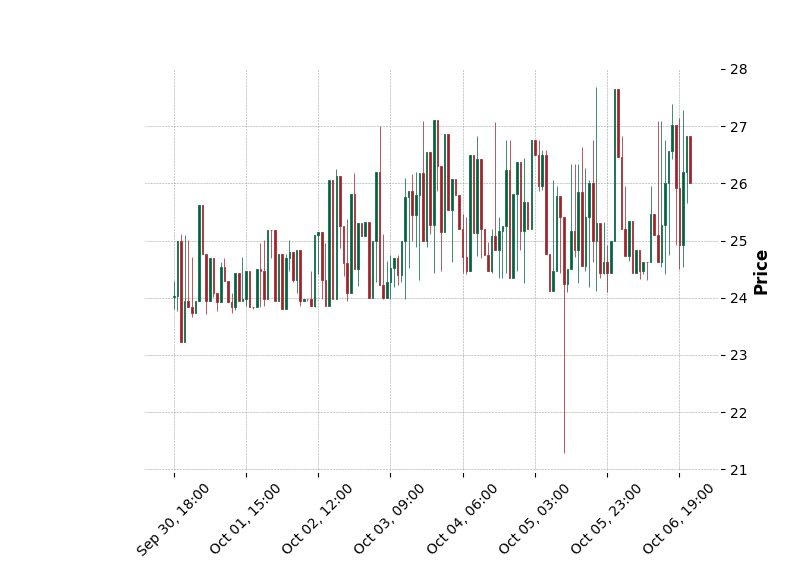 28
27
26
25
24
23
22
21
Price
Sep 30, 18:00
Oct 01, 15:00
Oct 02, 12:00
Oct 03, 09:00
Oct 04, 06:00
Oct 05, 03:00
Oct 05, 23:00
Oct 06, 19:00